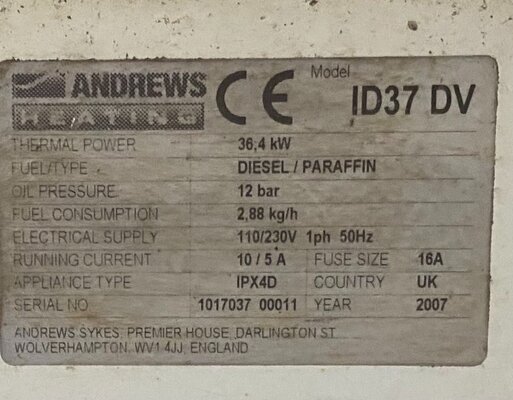 ANDREWS CE Model ID37 DV
HEATING
THERMAL POWER 36,4 kW
FUEL/TYPE DIESEL / PARAFFIN
OIL PRESSURE 12 bar
FUEL CONSUMPTION 2,88 kg/h
ELECTRICAL SUPPLY 110/230V 1ph 50Hz
RUNNING CURRENT 10 / 5 A FUSE SIZE 16A
APPLIANCE TYPE IPX4D COUNTRY UK
SERIAL NO 1017037 00011 YEAR 2007
ANDREWS SYKES, PREMIER HOUSE, DARLINGTON ST
WOLVERHAMPTON, WV1 4JJ, ENGLAND